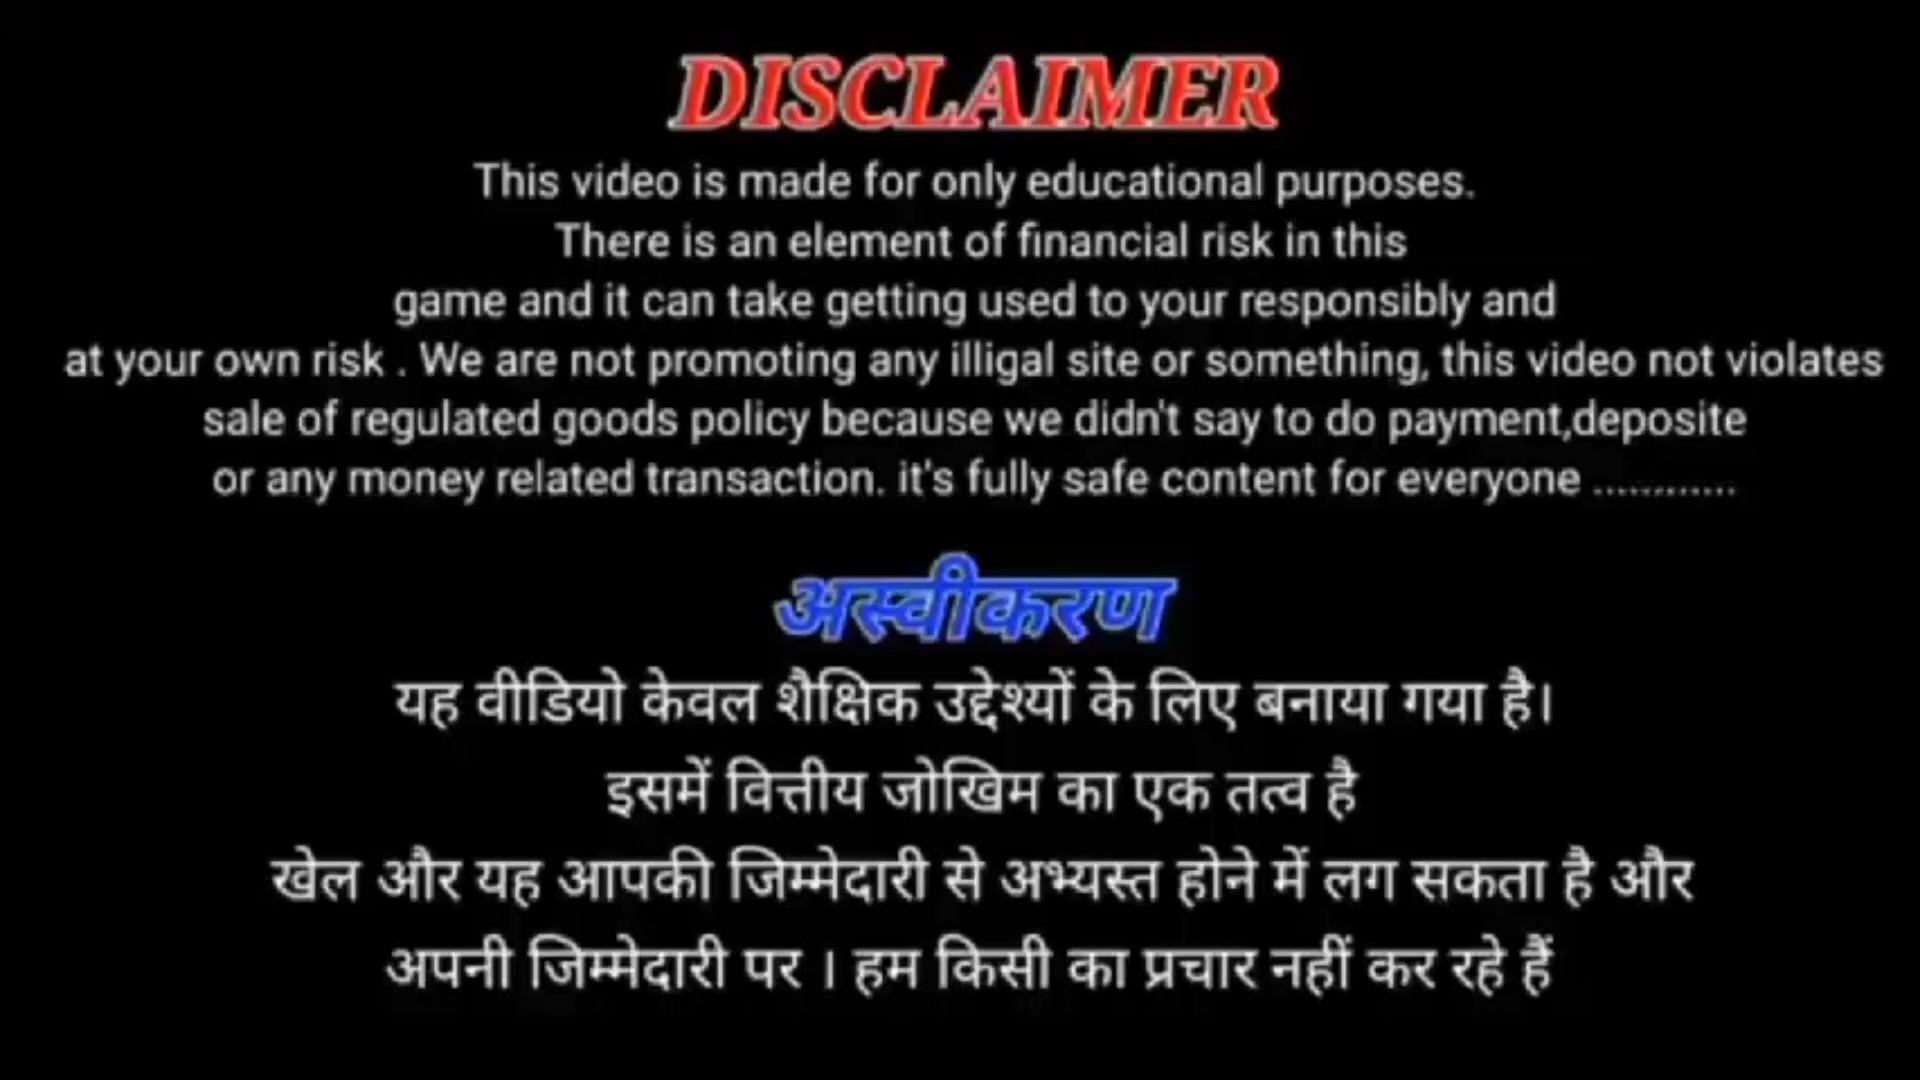 DISCLAIMER
This video is made for only educational purposes.
There is an element of financial risk in this
game and it can take getting used to your responsibly and
at your own risk . We are not promoting any illigal site or something, this video not violates
sale of regulated goods policy because we didn't say to do payment,deposite
or any money related transaction. it's fully safe content for everyone ............
अस्वीकरण
यह वीडियो केवल शैक्षिक उद्देश्यों के लिए बनाया गया है।
इसमें वित्तीय जोखिम का एक तत्व है
खेल और यह आपकी जिम्मेदारी से अभ्यस्त होने में लग सकता है और
अपनी जिम्मेदारी पर । हम किसी का प्रचार नहीं कर रहे हैं